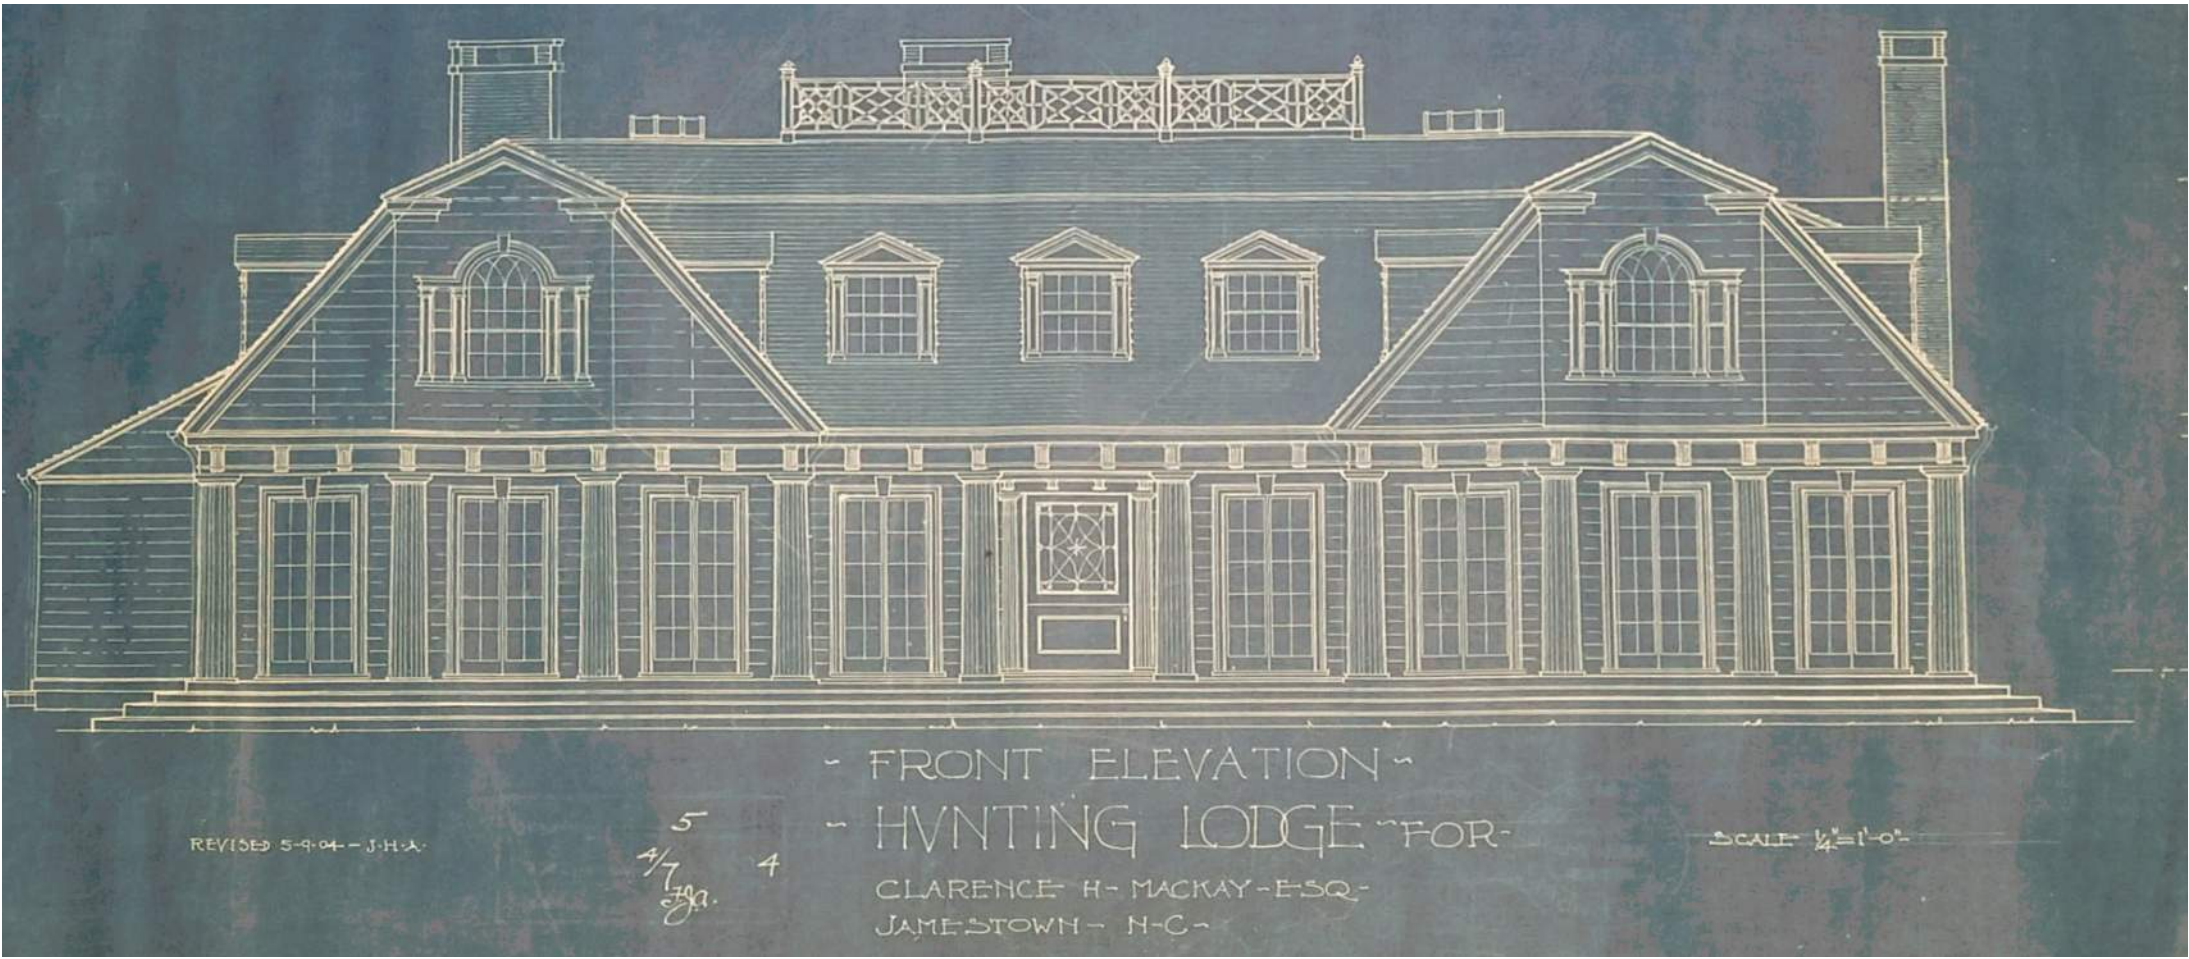 ~ FRONT ELEVATION ~
~ HVNTING LODGE ~ FOR -
CLARENCE H - MACKAY - ESQ -
JAMESTOWN - N - C -
REVISED 5-9-04 - J.H.A.
5
4/7 4
SCALE 1/4" = 1'-0"